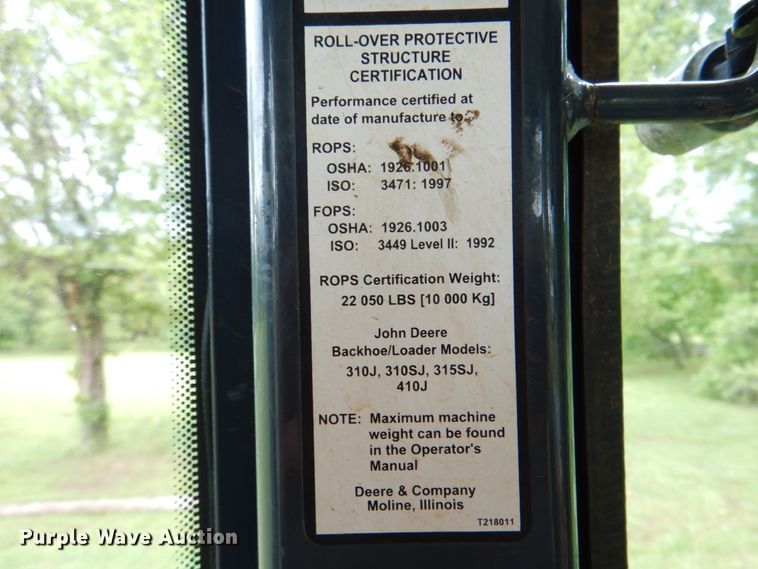 ROLL-OVER PROTECTIVE
STRUCTURE
CERTIFICATION
Performance certified at
date of manufacture to:
ROPS:
OSHA: 1926.1001
ISO: 3471: 1997
FOPS:
OSHA: 1926.1003
ISO: 3449 Level II: 1992
ROPS Certification Weight:
22 050 LBS [10 000 Kg]
John Deere
Backhoe/Loader Models:
310J, 310SJ, 315SJ,
410J
NOTE: Maximum machine
weight can be found
in the Operator's
Manual
Deere & Company
Moline, Illinois
T218011
Purple Wave Auction